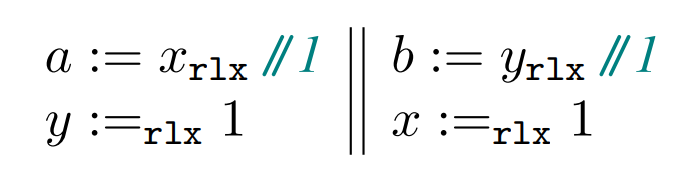 a := x_rlx //1 || b := y_rlx //1
y :=_rlx 1 || x :=_rlx 1